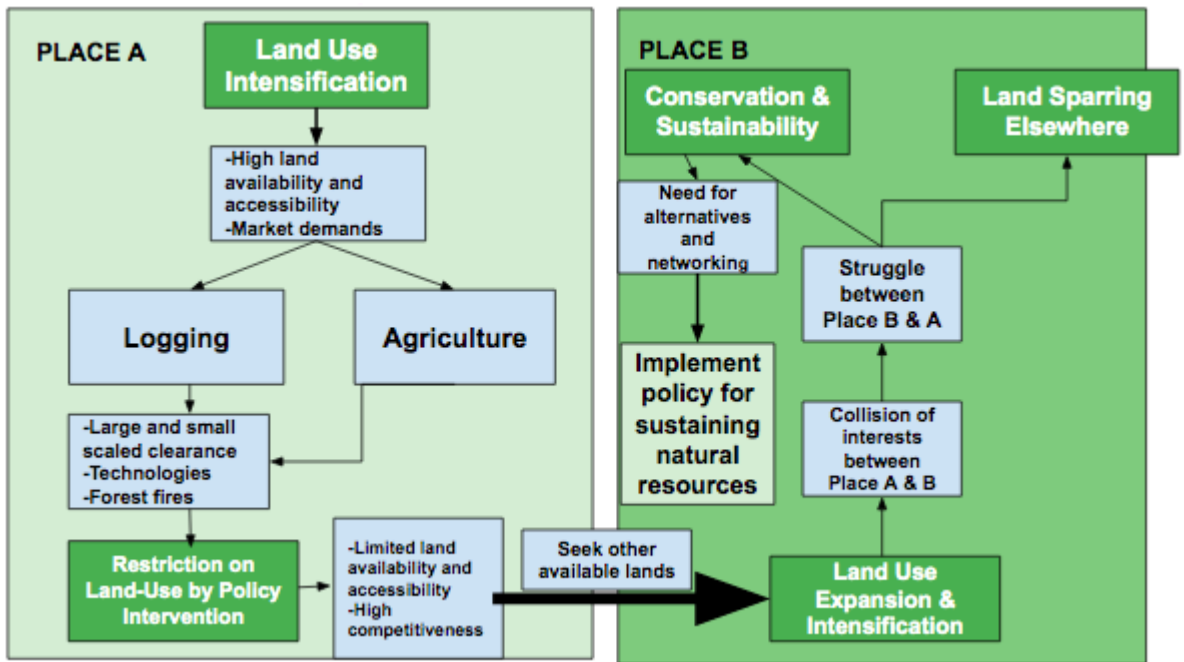 PLACE A
Land Use
Intensification
-High land
availability and
accessibility
-Market demands
Logging
Agriculture
-Large and small
scaled clearance
-Technologies
-Forest fires
Restriction on
Land-Use by Policy
Intervention
-Limited land
availability and
accessibility
-High
competitiveness
Seek other
available lands
PLACE B
Conservation &
Sustainability
Land Sparring
Elsewhere
Need for
alternatives
and
networking
Struggle
between
Place B & A
Implement
policy for
sustaining
natural
resources
Collision of
interests
between
Place A & B
Land Use
Expansion &
Intensification